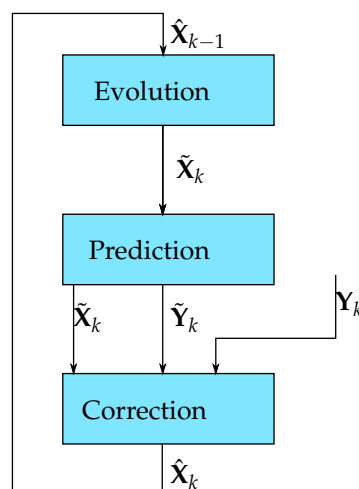 X̂ₖ₋₁
Evolution
X̃ₖ
Prediction
X̃ₖ Ỹₖ Yₖ
Correction
X̂ₖ